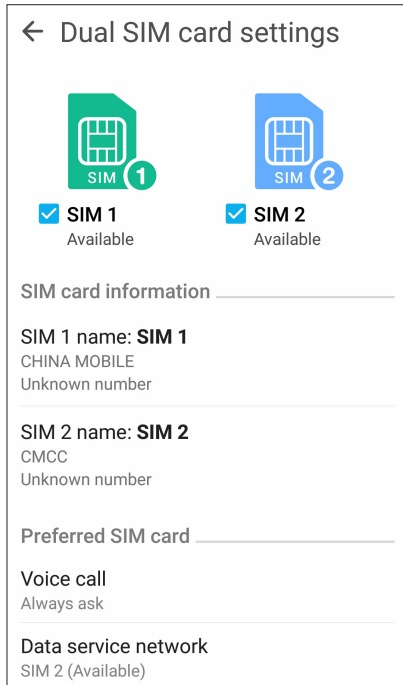 Dual SIM card settings
SIM 1
SIM 2
SIM 1
SIM 2
Available
Available
SIM card information
SIM 1 name: SIM 1
CHINA MOBILE
Unknown number
SIM 2 name: SIM 2
CMCC
Unknown number
Preferred SIM card
Voice call
Always ask
Data service network
SIM 2 (Available)